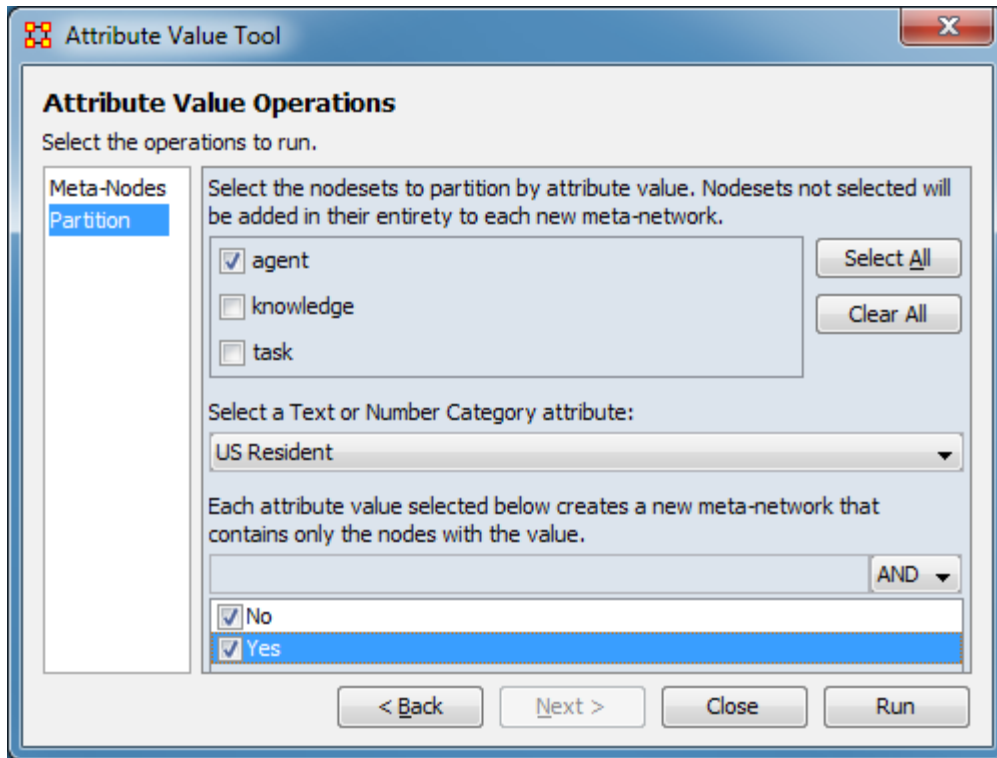 Attribute Value Tool
Attribute Value Operations
Select the operations to run.
Meta-Nodes
Partition
Select the nodesets to partition by attribute value. Nodesets not selected will
be added in their entirety to each new meta-network.
agent
knowledge
task
Select All
Clear All
Select a Text or Number Category attribute:
US Resident
Each attribute value selected below creates a new meta-network that
contains only the nodes with the value.
AND
No
Yes
< Back
Next >
Close
Run